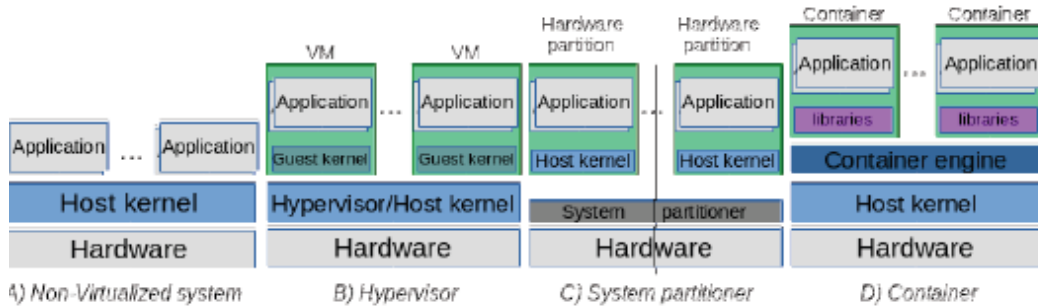 Application ... Application
Host kernel
Hardware
A) Non-Virtualized system
VM VM
Application ... Application
Guest kernel Guest kernel
Hypervisor/Host kernel
Hardware
B) Hypervisor
Hardware partition Hardware partition
Application ... Application
Host kernel Host kernel
System partitioner
Hardware
C) System partitioner
Container Container
Application ... Application
libraries libraries
Container engine
Host kernel
Hardware
D) Container